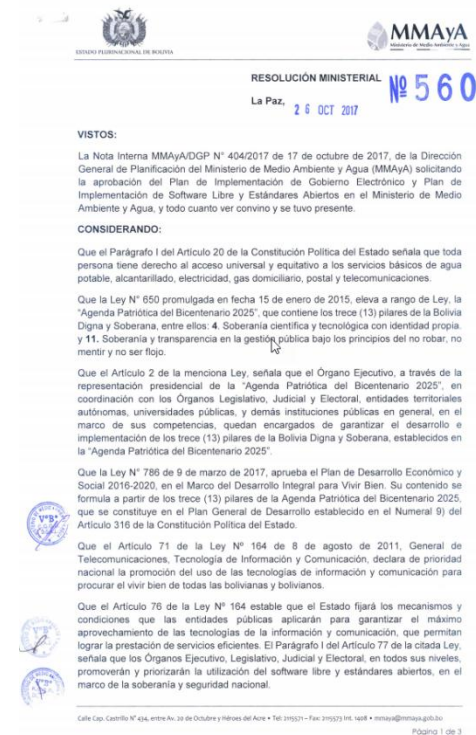 ESTADO PLURINACIONAL DE BOLIVIA
MMAyA
Ministerio de Medio Ambiente y Agua
RESOLUCIÓN MINISTERIAL Nº 560
La Paz, 26 OCT 2017
VISTOS:
La Nota Interna MMAyA/DGP N° 404/2017 de 17 de octubre de 2017, de la Dirección
General de Planificación del Ministerio de Medio Ambiente y Agua (MMAyA) solicitando
la aprobación del Plan de Implementación de Gobierno Electrónico y Plan de
Implementación de Software Libre y Estándares Abiertos en el Ministerio de Medio
Ambiente y Agua, y todo cuanto ver convino y se tuvo presente.
CONSIDERANDO:
Que el Parágrafo I del Artículo 20 de la Constitución Política del Estado señala que toda
persona tiene derecho al acceso universal y equitativo a los servicios básicos de agua
potable, alcantarillado, electricidad, gas domiciliario, postal y telecomunicaciones.
Que la Ley N° 650 promulgada en fecha 15 de enero de 2015, eleva a rango de Ley, la
"Agenda Patriótica del Bicentenario 2025", que contiene los trece (13) pilares de la Bolivia
Digna y Soberana, entre ellos: 4. Soberanía científica y tecnológica con identidad propia.
y 11. Soberanía y transparencia en la gestión pública bajo los principios del no robar, no
mentir y no ser flojo.
Que el Artículo 2 de la menciona Ley, señala que el Órgano Ejecutivo, a través de la
representación presidencial de la "Agenda Patriótica del Bicentenario 2025", en
coordinación con los Órganos Legislativo, Judicial y Electoral, entidades territoriales
autónomas, universidades públicas, y demás instituciones públicas en general, en el
marco de sus competencias, quedan encargados de garantizar el desarrollo e
implementación de los trece (13) pilares de la Bolivia Digna y Soberana, establecidos en
la "Agenda Patriótica del Bicentenario 2025".
Que la Ley N° 786 de 9 de marzo de 2017, aprueba el Plan de Desarrollo Económico y
Social 2016-2020, en el Marco del Desarrollo Integral para Vivir Bien. Su contenido se
formula a partir de los trece (13) pilares de la Agenda Patriótica del Bicentenario 2025,
que se constituye en el Plan General de Desarrollo establecido en el Numeral 9) del
Artículo 316 de la Constitución Política del Estado.
Que el Artículo 71 de la Ley Nº 164 de 8 de agosto de 2011, General de
Telecomunicaciones, Tecnología de Información y Comunicación, declara de prioridad
nacional la promoción del uso de las tecnologías de información y comunicación para
procurar el vivir bien de todas las bolivianas y bolivianos.
Que el Artículo 76 de la Ley Nº 164 estable que el Estado fijará los mecanismos y
condiciones que las entidades públicas aplicarán para garantizar el máximo
aprovechamiento de las tecnologías de la información y comunicación, que permitan
lograr la prestación de servicios eficientes. El Parágrafo I del Artículo 77 de la citada Ley,
señala que los Órganos Ejecutivo, Legislativo, Judicial y Electoral, en todos sus niveles,
promoverán y priorizarán la utilización del software libre y estándares abiertos, en el
marco de la soberanía y seguridad nacional.
VºBº
Calle Cap. Castrillo N° 434, entre Av. 20 de Octubre y Héroes del Acre • Tel: 2115571 – Fax: 2115573 Int. 1408 • mmaya@mmaya.gob.bo
Página 1 de 3